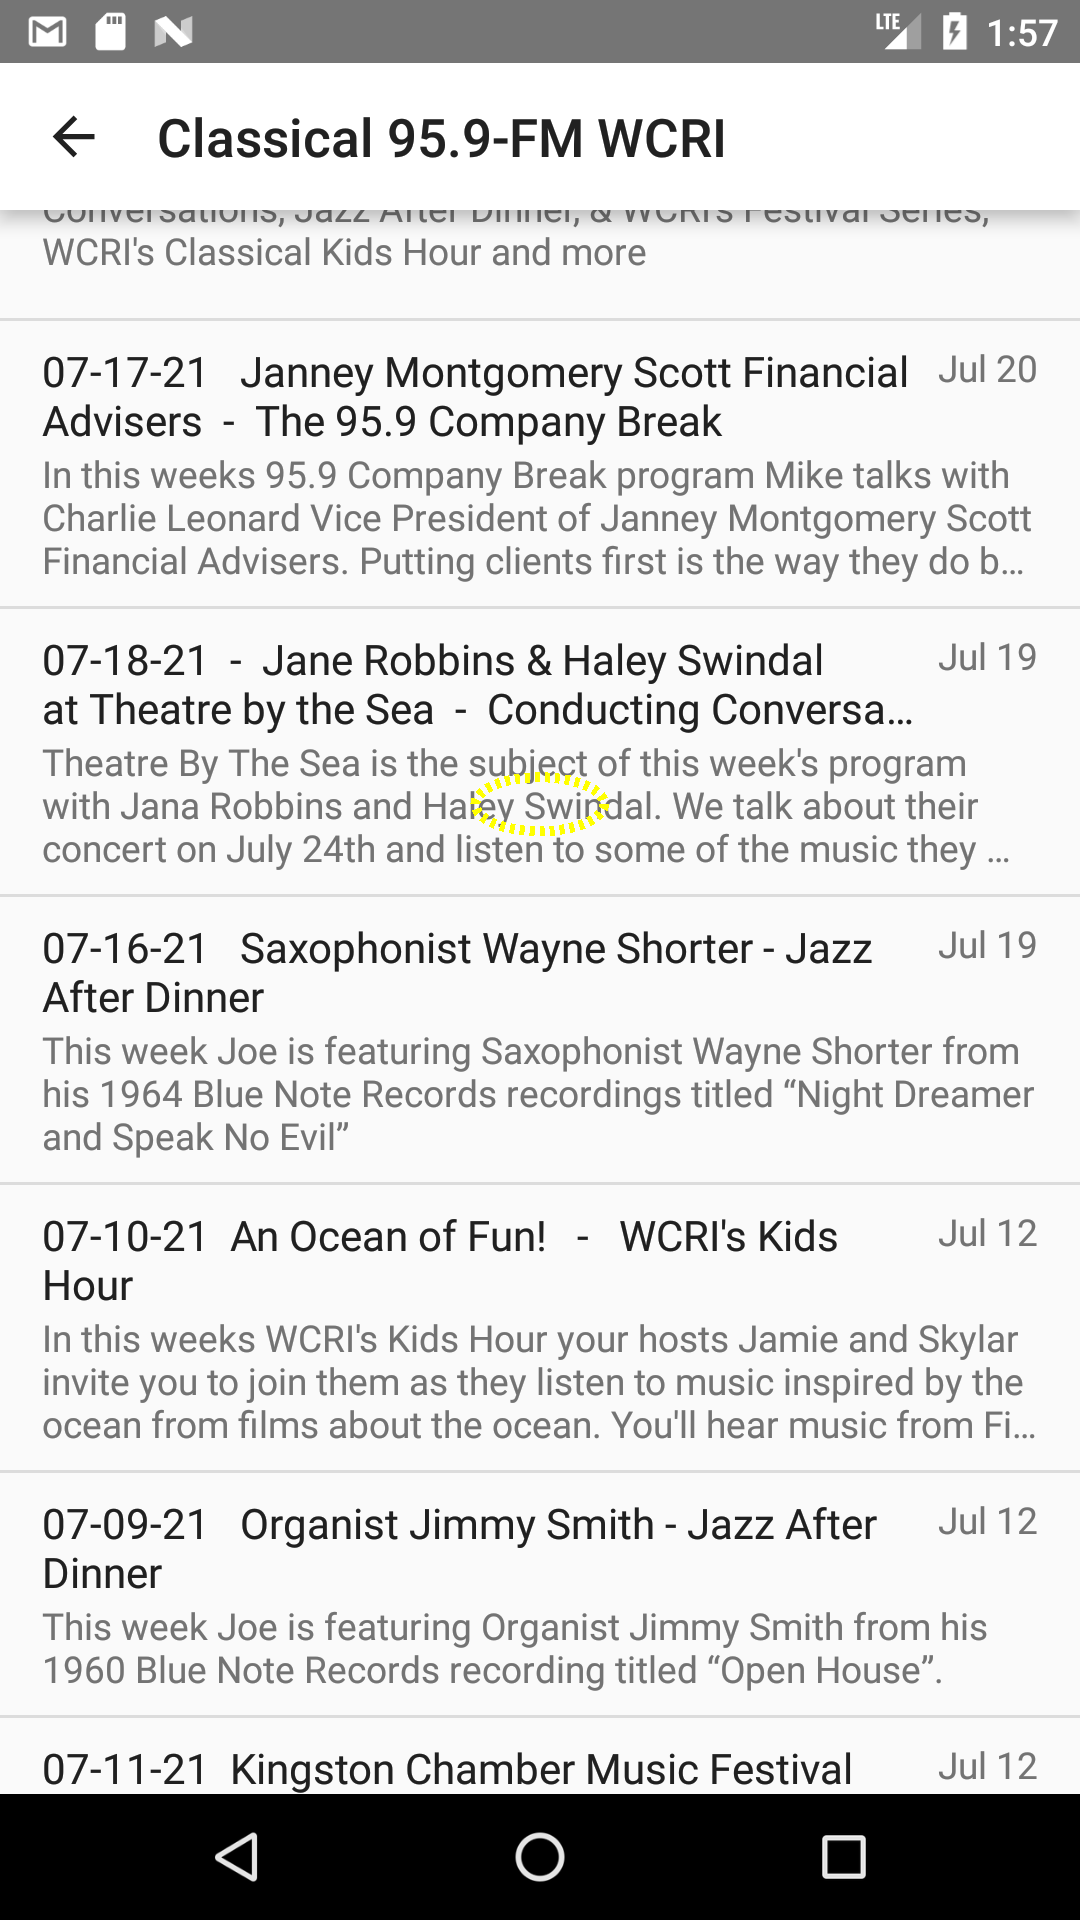 LTE 1:57
Classical 95.9-FM WCRI
Conversations, Jazz After Dinner, & WCRI's Festival Series,
WCRI's Classical Kids Hour and more
07-17-21 Janney Montgomery Scott Financial Jul 20
Advisers - The 95.9 Company Break
In this weeks 95.9 Company Break program Mike talks with
Charlie Leonard Vice President of Janney Montgomery Scott
Financial Advisers. Putting clients first is the way they do b...
07-18-21 - Jane Robbins & Haley Swindal Jul 19
at Theatre by the Sea - Conducting Conversa...
Theatre By The Sea is the subject of this week's program
with Jana Robbins and Haley Swindal. We talk about their
concert on July 24th and listen to some of the music they ...
07-16-21 Saxophonist Wayne Shorter - Jazz Jul 19
After Dinner
This week Joe is featuring Saxophonist Wayne Shorter from
his 1964 Blue Note Records recordings titled “Night Dreamer
and Speak No Evil”
07-10-21 An Ocean of Fun! - WCRI's Kids Jul 12
Hour
In this weeks WCRI's Kids Hour your hosts Jamie and Skylar
invite you to join them as they listen to music inspired by the
ocean from films about the ocean. You'll hear music from Fi...
07-09-21 Organist Jimmy Smith - Jazz After Jul 12
Dinner
This week Joe is featuring Organist Jimmy Smith from his
1960 Blue Note Records recording titled “Open House”.
07-11-21 Kingston Chamber Music Festival Jul 12